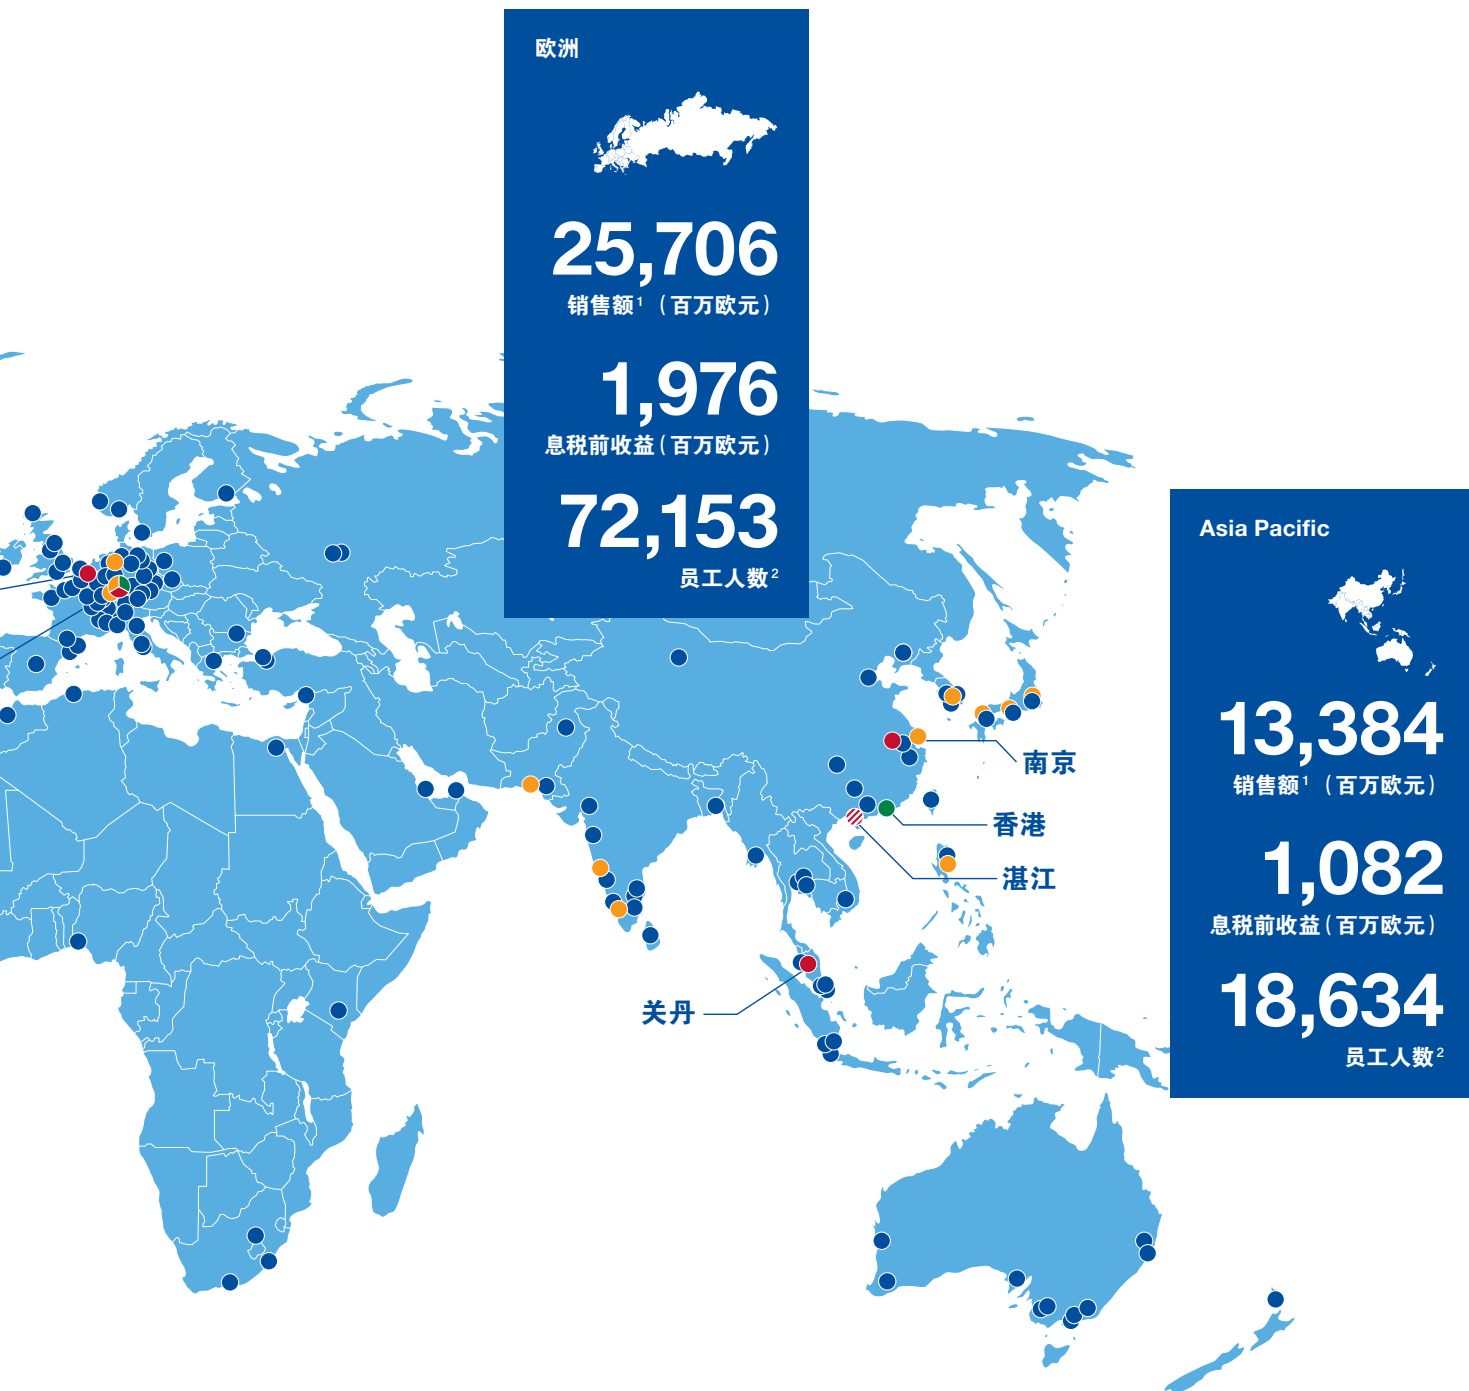 欧洲
25,706
销售额¹（百万欧元）
1,976
息税前收益（百万欧元）
72,153
员工人数²
Asia Pacific
13,384
销售额¹（百万欧元）
1,082
息税前收益（百万欧元）
18,634
员工人数²
南京
香港
湛江
关丹